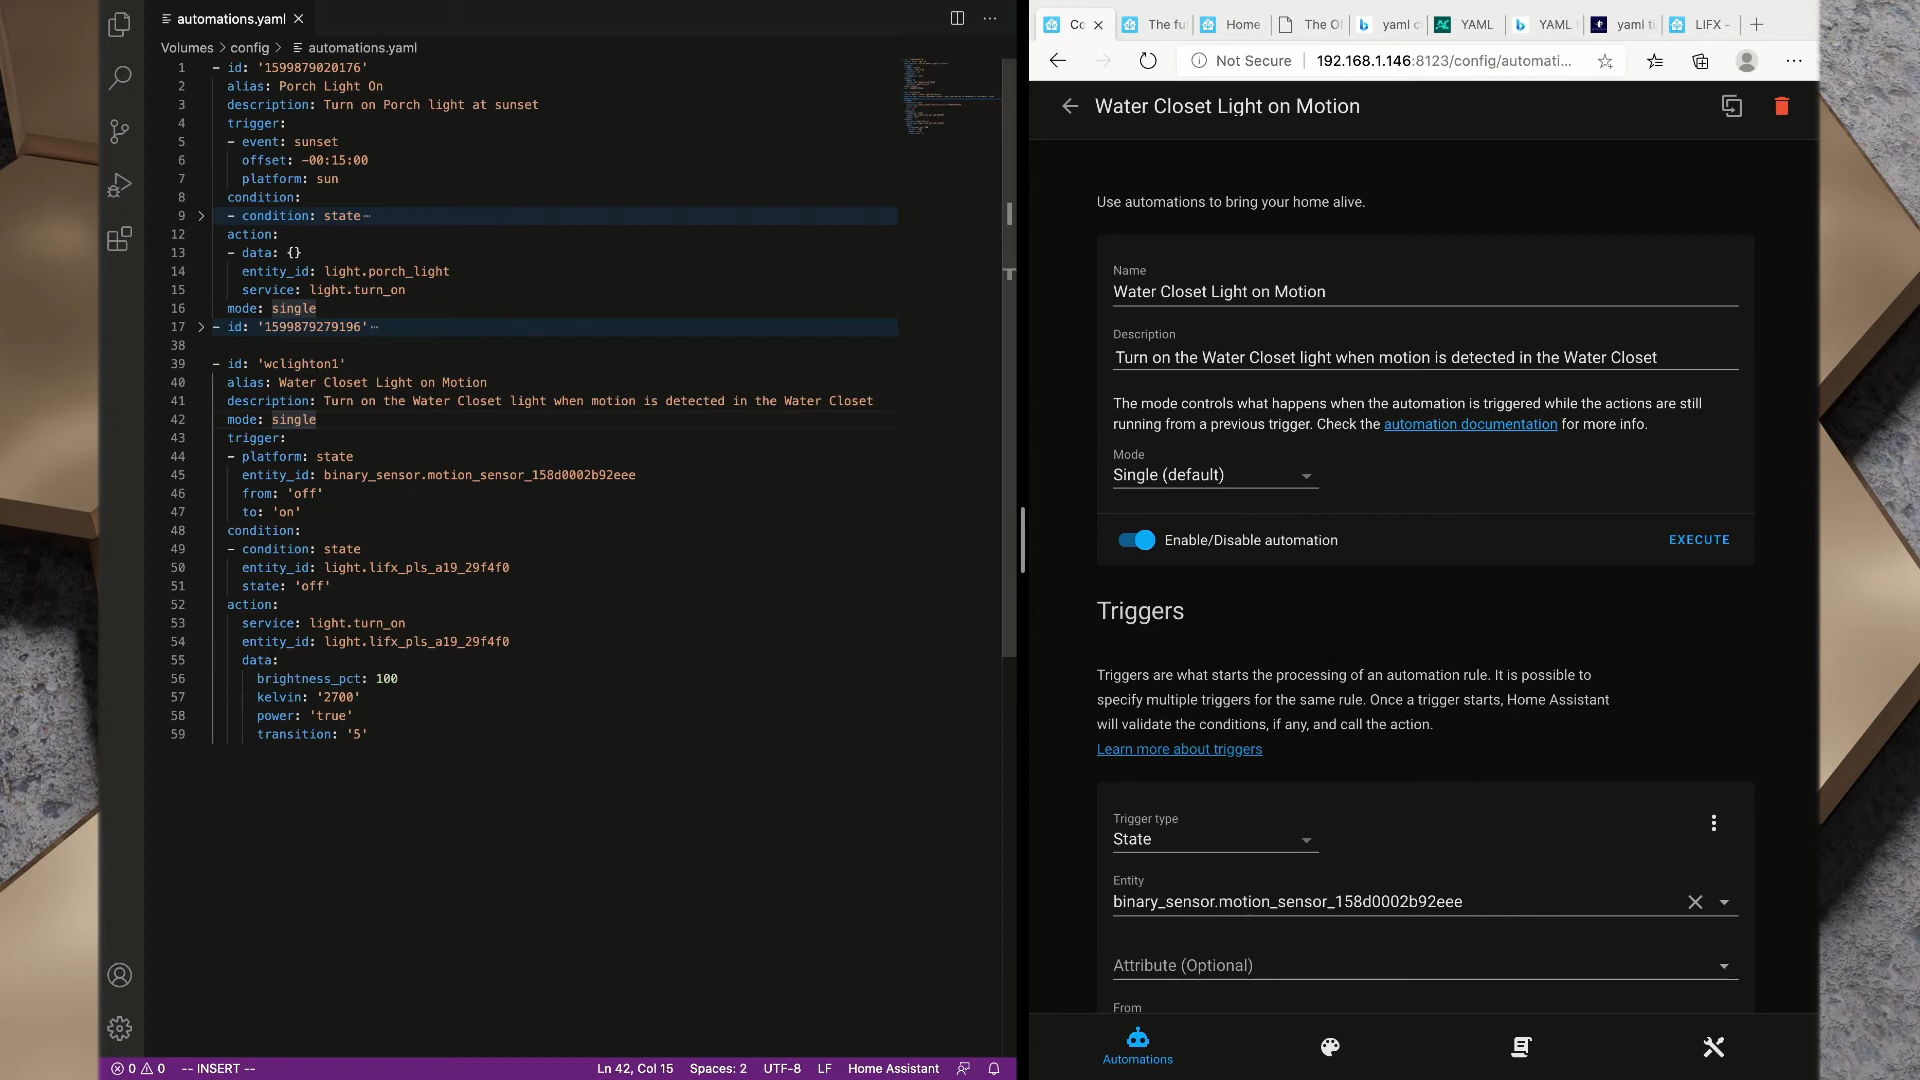 automations.yaml
Volumes > config > automations.yaml
1 - id: '1599879020176'
2 alias: Porch Light On
3 description: Turn on Porch light at sunset
4 trigger:
5 - event: sunset
6 offset: -00:15:00
7 platform: sun
8 condition:
9 - condition: state
12 action:
13 - data: {}
14 entity_id: light.porch_light
15 service: light.turn_on
16 mode: single
17 - id: '1599879279196'
38
39 - id: 'wclighton1'
40 alias: Water Closet Light on Motion
41 description: Turn on the Water Closet light when motion is detected in the Water Closet
42 mode: single
43 trigger:
44 - platform: state
45 entity_id: binary_sensor.motion_sensor_158d0002b92eee
46 from: 'off'
47 to: 'on'
48 condition:
49 - condition: state
50 entity_id: light.lifx_pls_a19_29f4f0
51 state: 'off'
52 action:
53 service: light.turn_on
54 entity_id: light.lifx_pls_a19_29f4f0
55 data:
56 brightness_pct: 100
57 kelvin: '2700'
58 power: 'true'
59 transition: '5'
0 0 -- INSERT -- Ln 42, Col 15 Spaces: 2 UTF-8 LF Home Assistant
Co The fu Home The Of yaml c YAML YAML yaml ti LIFX -
Not Secure 192.168.1.146:8123/config/automati...
Water Closet Light on Motion
Use automations to bring your home alive.
Name
Water Closet Light on Motion
Description
Turn on the Water Closet light when motion is detected in the Water Closet
The mode controls what happens when the automation is triggered while the actions are still
running from a previous trigger. Check the automation documentation for more info.
Mode
Single (default)
Enable/Disable automation EXECUTE
Triggers
Triggers are what starts the processing of an automation rule. It is possible to
specify multiple triggers for the same rule. Once a trigger starts, Home Assistant
will validate the conditions, if any, and call the action.
Learn more about triggers
Trigger type
State
Entity
binary_sensor.motion_sensor_158d0002b92eee
Attribute (Optional)
From
Automations